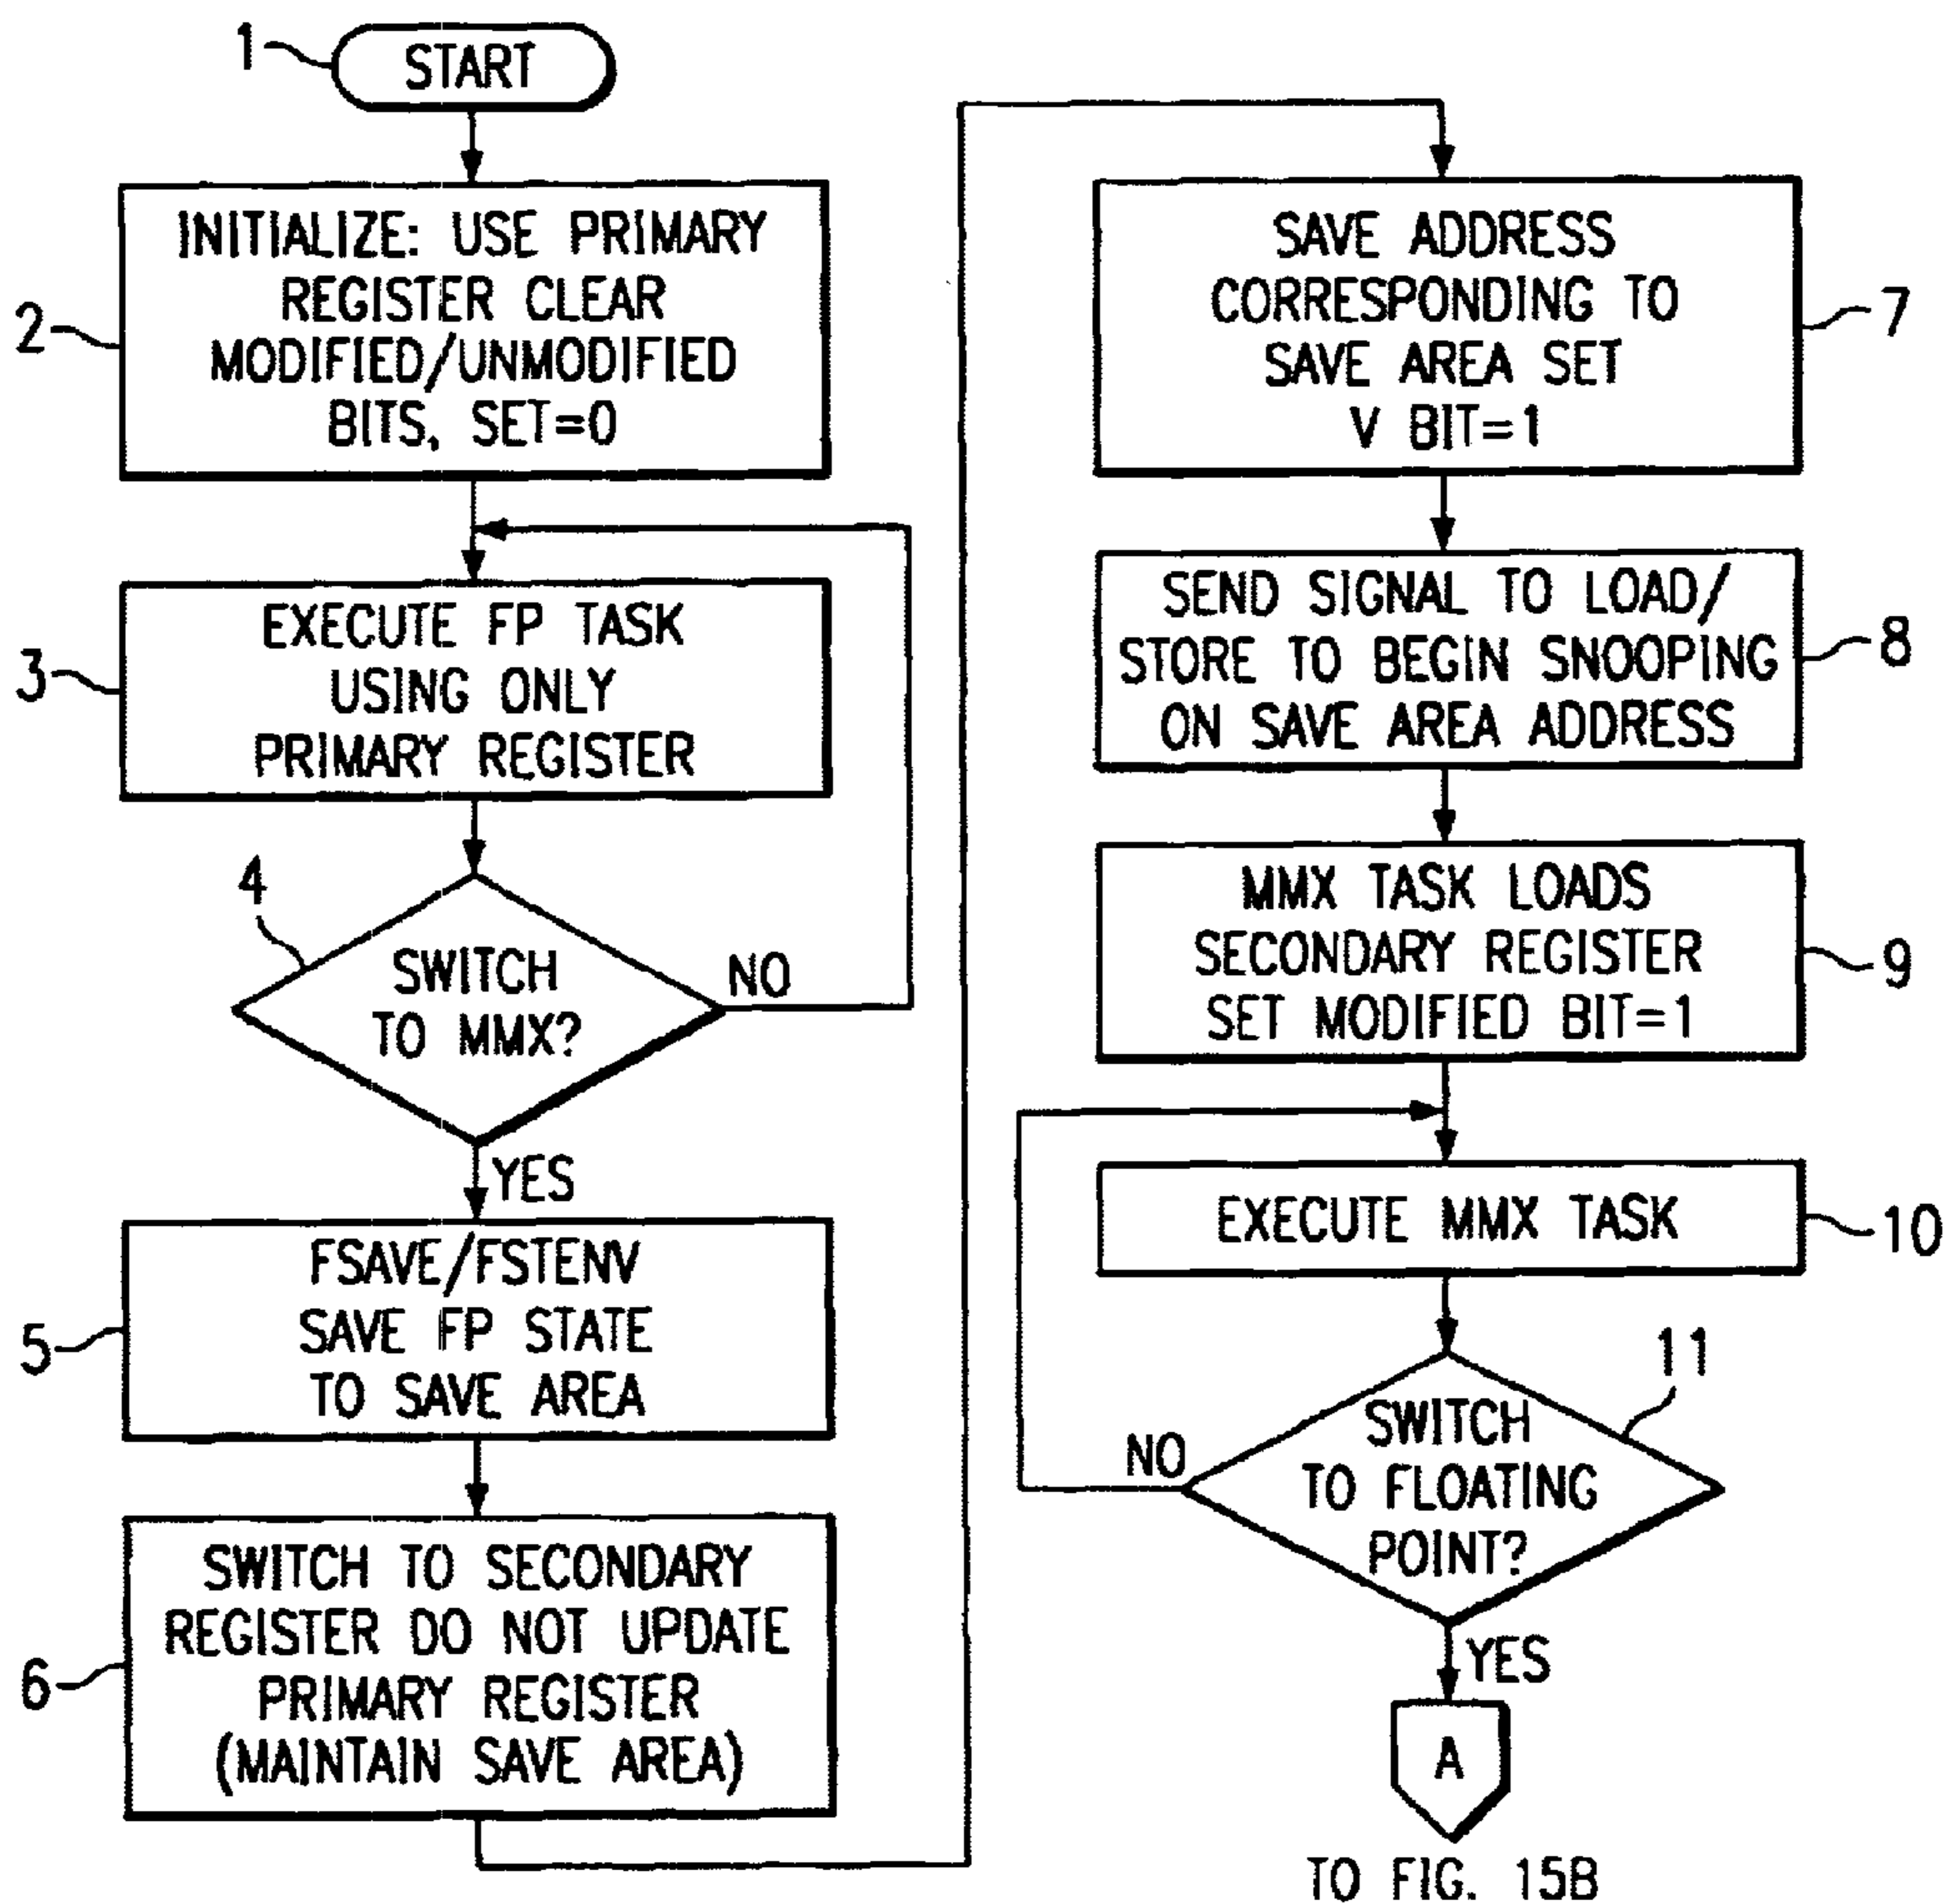 1
START
2
INITIALIZE: USE PRIMARY
REGISTER CLEAR
MODIFIED/UNMODIFIED
BITS, SET=0
3
EXECUTE FP TASK
USING ONLY
PRIMARY REGISTER
4
SWITCH
TO MMX?
NO
YES
5
FSAVE/FSTENV
SAVE FP STATE
TO SAVE AREA
6
SWITCH TO SECONDARY
REGISTER DO NOT UPDATE
PRIMARY REGISTER
(MAINTAIN SAVE AREA)
SAVE ADDRESS
CORRESPONDING TO
SAVE AREA SET
V BIT=1
7
SEND SIGNAL TO LOAD/
STORE TO BEGIN SNOOPING
ON SAVE AREA ADDRESS
8
MMX TASK LOADS
SECONDARY REGISTER
SET MODIFIED BIT=1
9
EXECUTE MMX TASK
10
11
SWITCH
TO FLOATING
POINT?
NO
YES
A
TO FIG. 15B